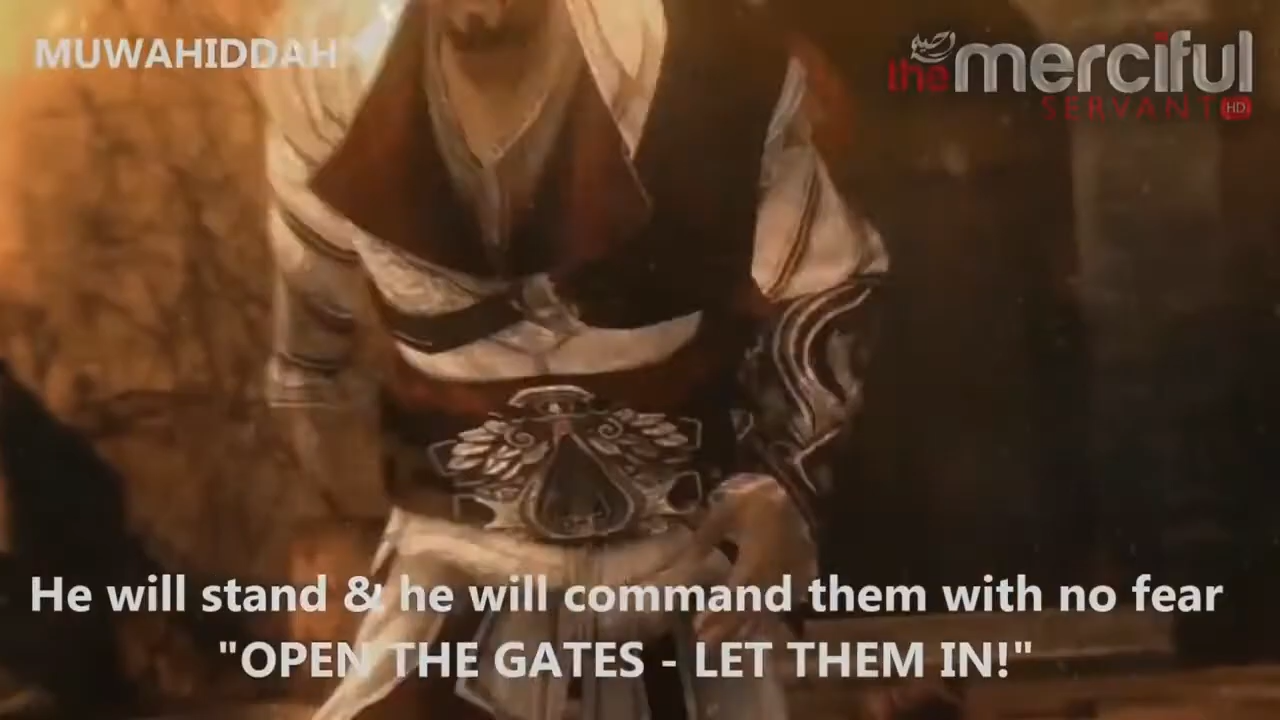 MUWAHIDDAH
رحيم
the merciful
SERVANT HD
He will stand & he will command them with no fear
"OPEN THE GATES - LET THEM IN!"